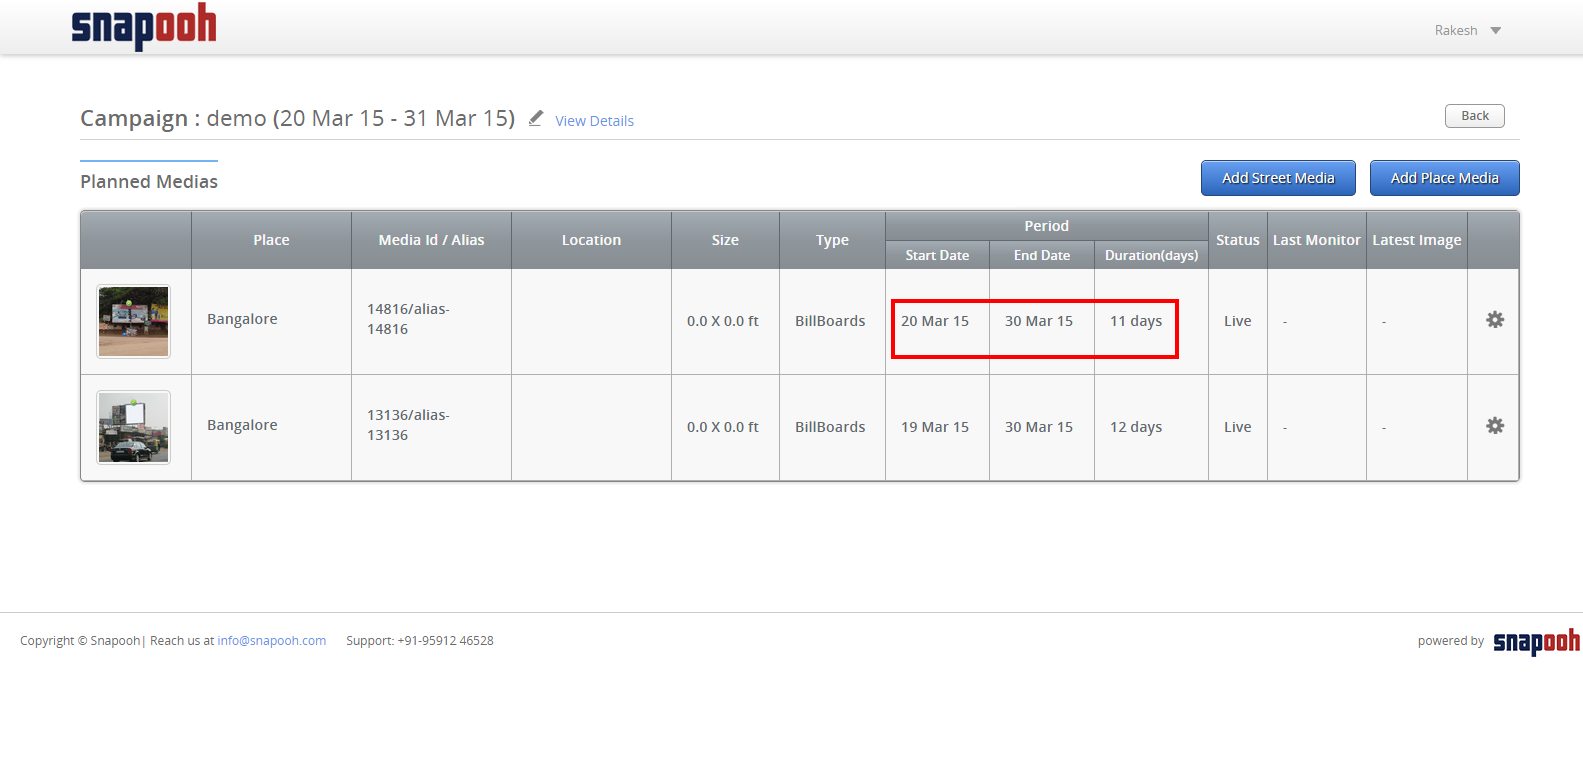 snapooh
Rakesh
Campaign : demo (20 Mar 15 - 31 Mar 15) View Details
Back
Planned Medias
Add Street Media Add Place Media
Place Media Id / Alias Location Size Type Period Status Last Monitor Latest Image
Start Date End Date Duration(days)
Bangalore 14816/alias-
14816 0.0 X 0.0 ft BillBoards 20 Mar 15 30 Mar 15 11 days Live - -
Bangalore 13136/alias-
13136 0.0 X 0.0 ft BillBoards 19 Mar 15 30 Mar 15 12 days Live - -
Copyright © Snapooh| Reach us at info@snapooh.com Support: +91-95912 46528
powered by snapooh